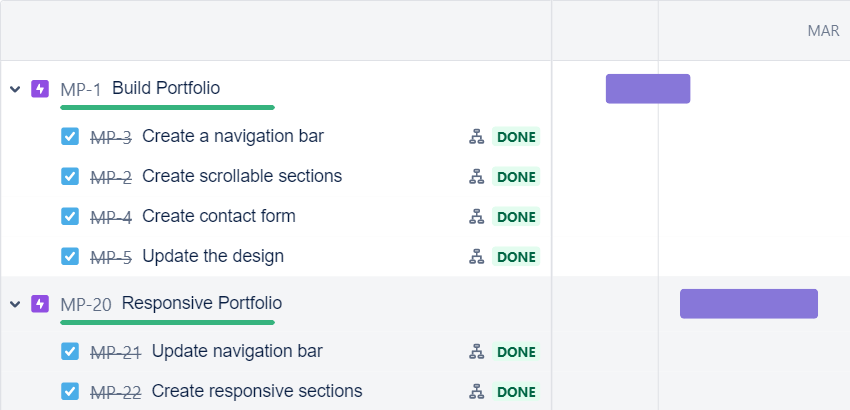 MAR
MP-1 Build Portfolio
MP-3 Create a navigation bar DONE
MP-2 Create scrollable sections DONE
MP-4 Create contact form DONE
MP-5 Update the design DONE
MP-20 Responsive Portfolio
MP-21 Update navigation bar DONE
MP-22 Create responsive sections DONE